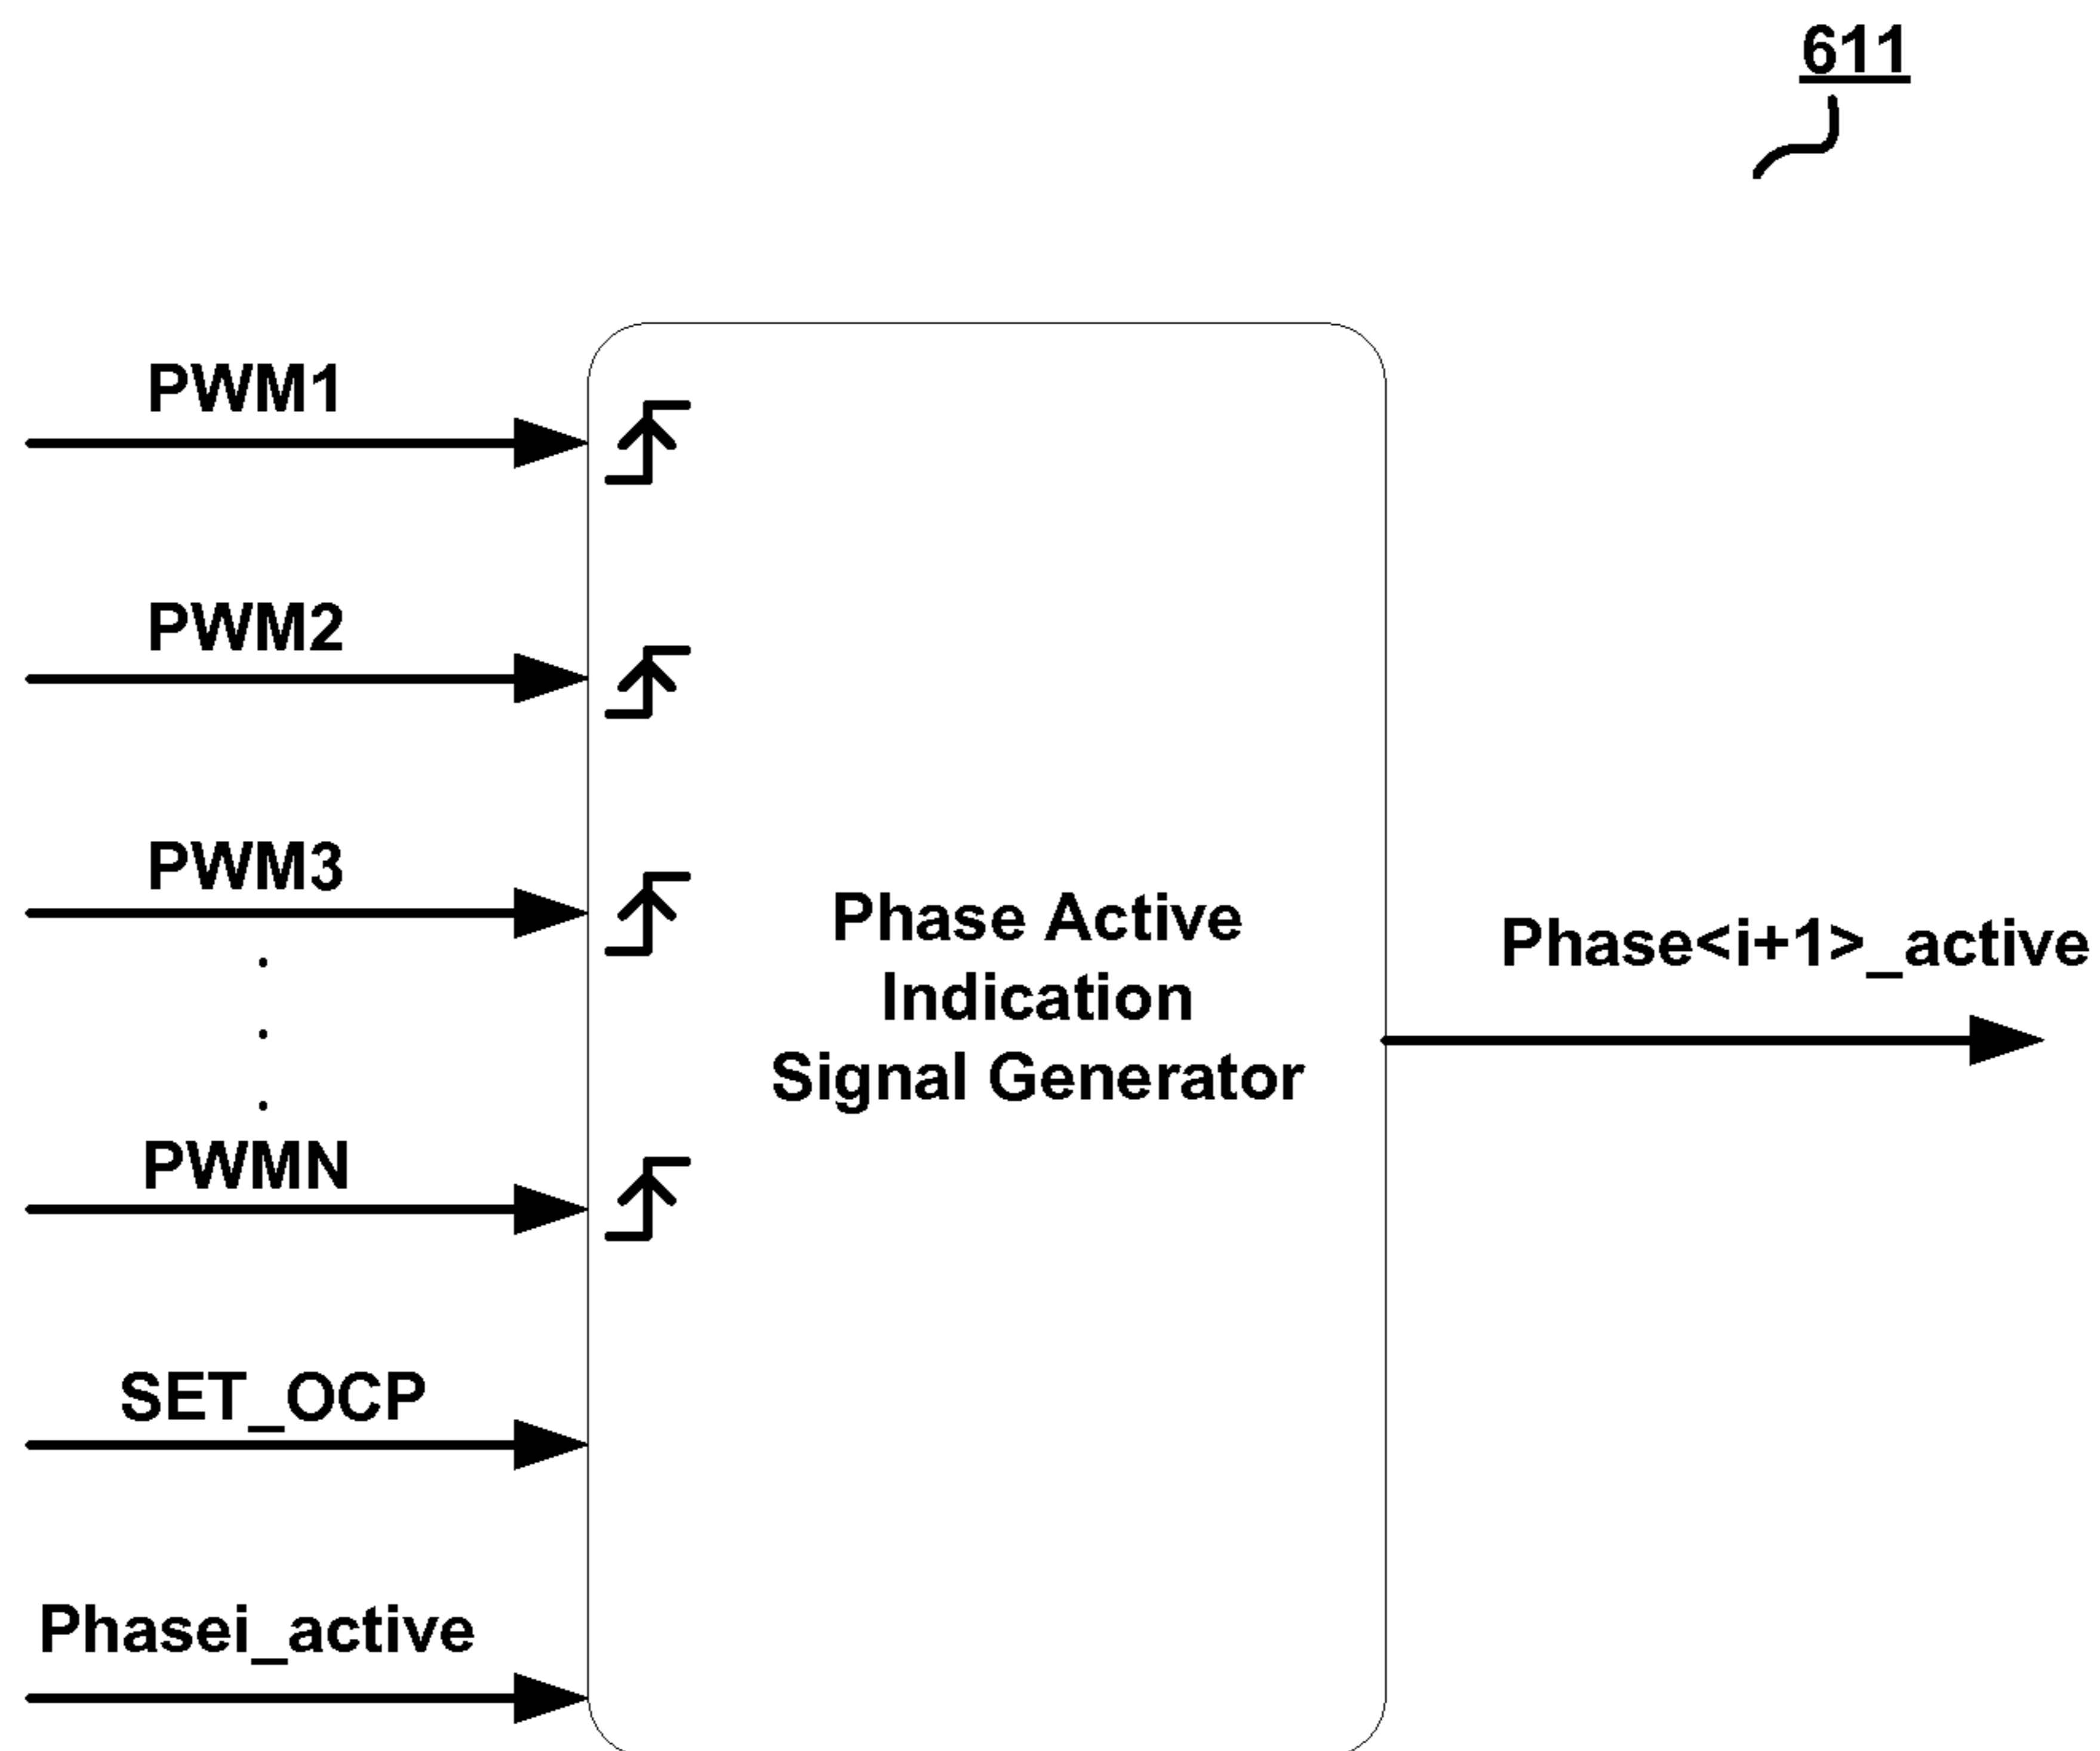 611
PWM1
PWM2
PWM3
PWMN
SET_OCP
Phasei_active
Phase Active
Indication
Signal Generator
Phase<i+1>_active